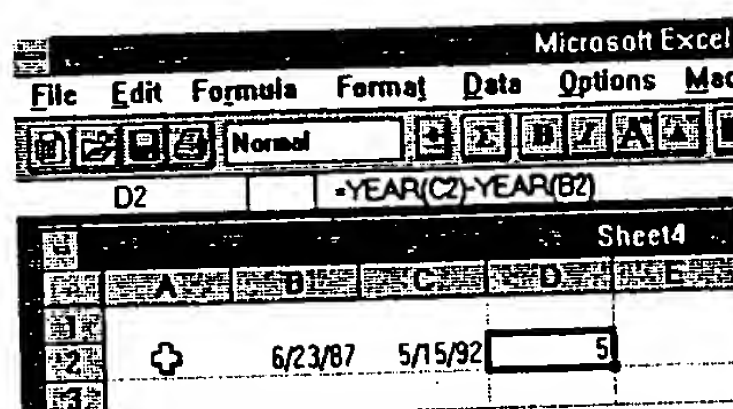 Microsoft Excel
File Edit Formula Format Data Options
Normal Σ B I A
D2 =YEAR(C2)-YEAR(B2)
Sheet4
A B C D E
1
2 6/23/87 5/15/92 5
3